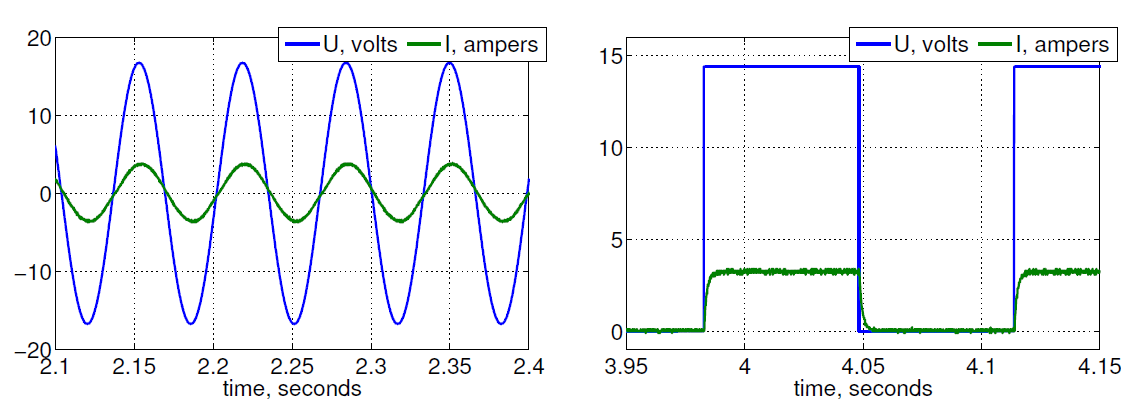 U, volts I, ampers
20
10
0
−10
−20
2.1 2.15 2.2 2.25 2.3 2.35 2.4
time, seconds
U, volts I, ampers
15
10
5
0
3.95 4 4.05 4.1 4.15
time, seconds